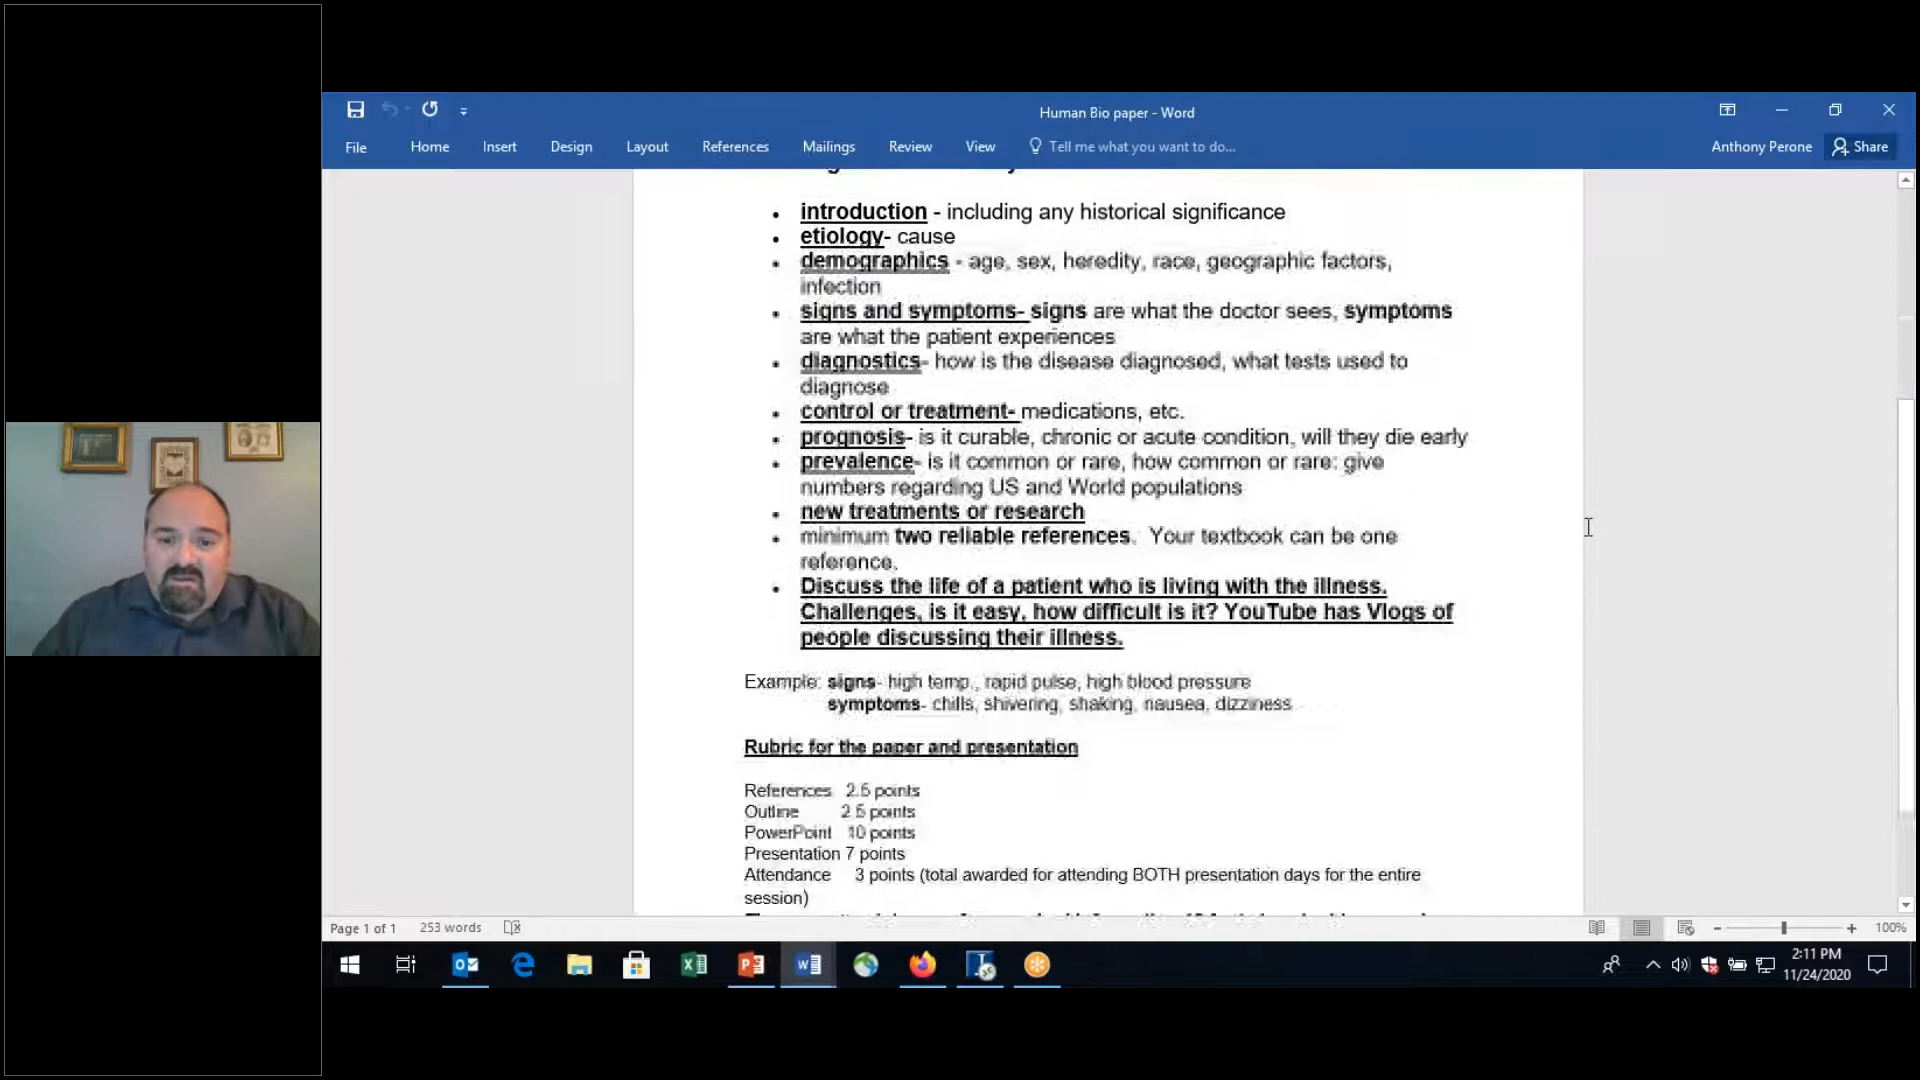 Human Bio paper - Word
File Home Insert Design Layout References Mailings Review View Tell me what you want to do... Anthony Perone Share
introduction - including any historical significance
etiology- cause
demographics - age, sex, heredity, race, geographic factors,
infection
signs and symptoms- signs are what the doctor sees, symptoms
are what the patient experiences
diagnostics- how is the disease diagnosed, what tests used to
diagnose
control or treatment- medications, etc.
prognosis- is it curable, chronic or acute condition, will they die early
prevalence- is it common or rare, how common or rare: give
numbers regarding US and World populations
new treatments or research
minimum two reliable references. Your textbook can be one
reference.
Discuss the life of a patient who is living with the illness.
Challenges, is it easy, how difficult is it? YouTube has Vlogs of
people discussing their illness.
Example: signs- high temp., rapid pulse, high blood pressure
symptoms- chills, shivering, shaking, nausea, dizziness
Rubric for the paper and presentation
References 2.5 points
Outline 2.5 points
PowerPoint 10 points
Presentation 7 points
Attendance 3 points (total awarded for attending BOTH presentation days for the entire
session)
Page 1 of 1 253 words 100%
2:11 PM
11/24/2020